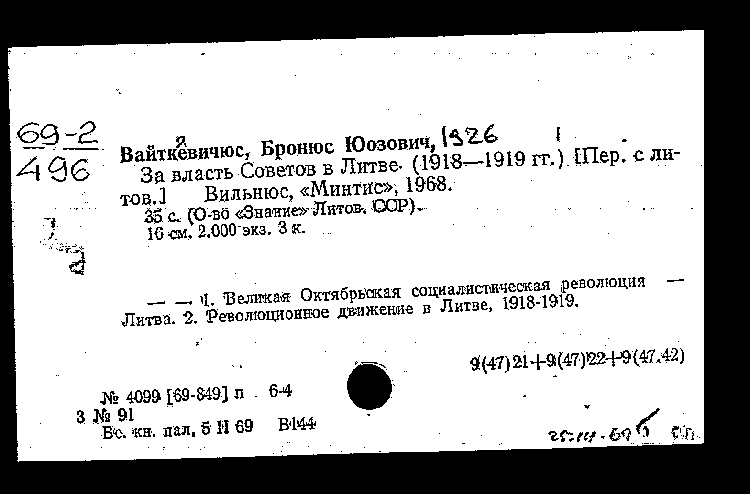 69-2
496
Я
Вайткевичюс, Бронюс Юозович, 1926
За власть Советов в Литве. (1918—1919 гг.) [Пер. с ли-
тов.] Вильнюс, «Минтис», 1968.
35 с. (О-во «Знание» Литов. ССР).
16 см. 2.000 экз. 3 к.
— — 1. Великая Октябрьская социалистическая революция —
Литва. 2. Революционное движение в Литве, 1918-1919.
9(47)21+9(47)22+9(47.42)
№ 4099 [69-849] п 6-4
3 № 91
Вс. кн. пал, 5 II 69 В144